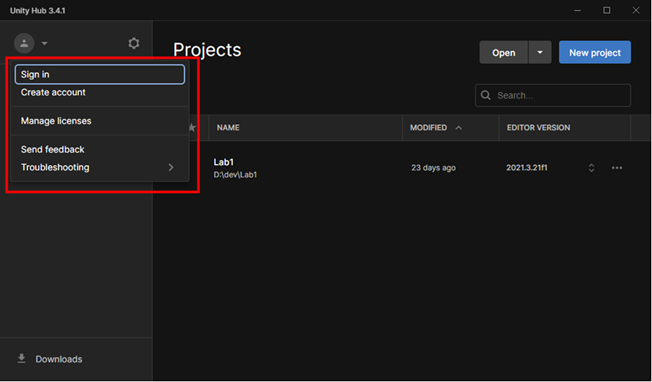 Unity Hub 3.4.1
Projects
Open
New project
Sign in
Create account
Manage licenses
Send feedback
Troubleshooting
Search...
NAME
MODIFIED
EDITOR VERSION
Lab1
D:\dev\Lab1
23 days ago
2021.3.21f1
Downloads